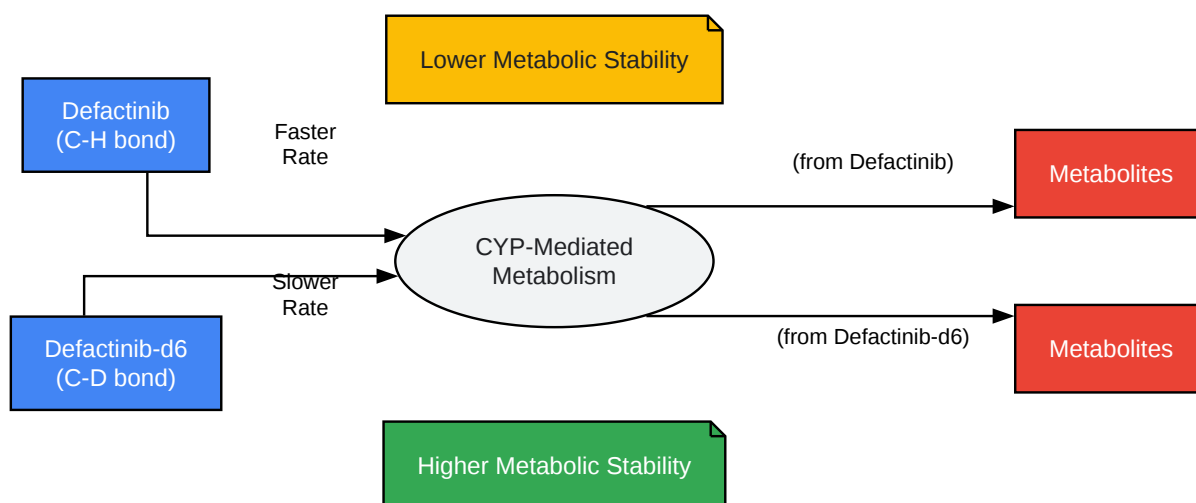 Lower Metabolic Stability
Defactinib
(C-H bond)
Faster
Rate
(from Defactinib)
Metabolites
CYP-Mediated
Metabolism
Slower
Rate
Defactinib-d6
(C-D bond)
(from Defactinib-d6)
Metabolites
Higher Metabolic Stability